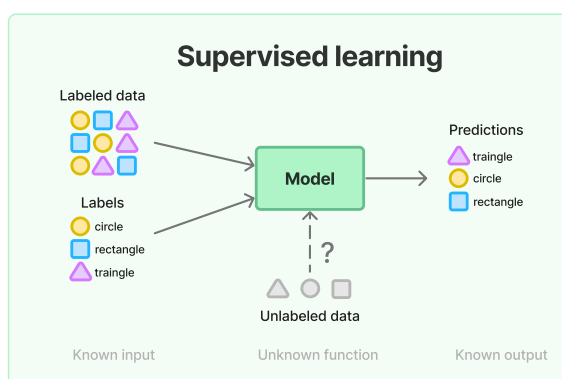 Supervised learning
Labeled data
Labels
circle
rectangle
traingle
Model
?
Unlabeled data
Predictions
traingle
circle
rectangle
Known input
Unknown function
Known output